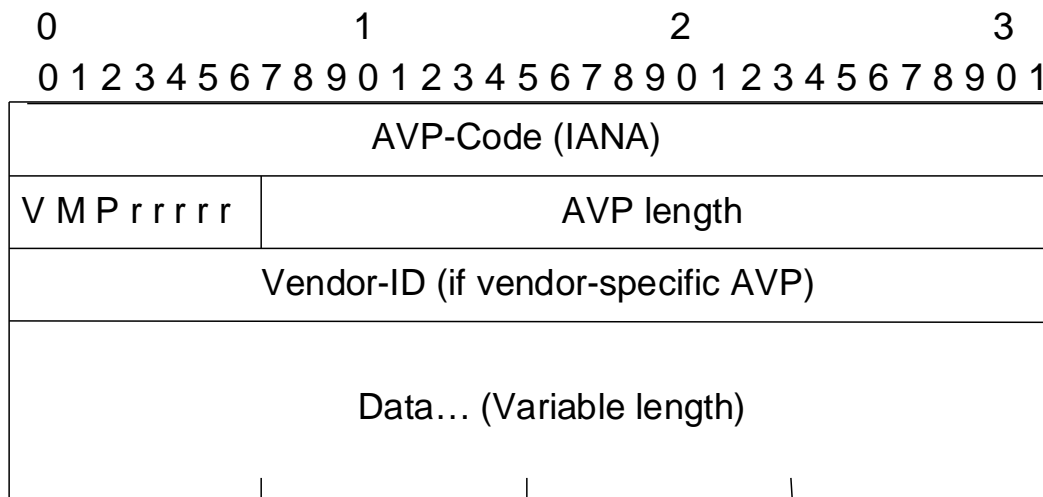 0 1 2 3
0 1 2 3 4 5 6 7 8 9 0 1 2 3 4 5 6 7 8 9 0 1 2 3 4 5 6 7 8 9 0 1
AVP-Code (IANA)
V M P r r r r r AVP length
Vendor-ID (if vendor-specific AVP)
Data… (Variable length)